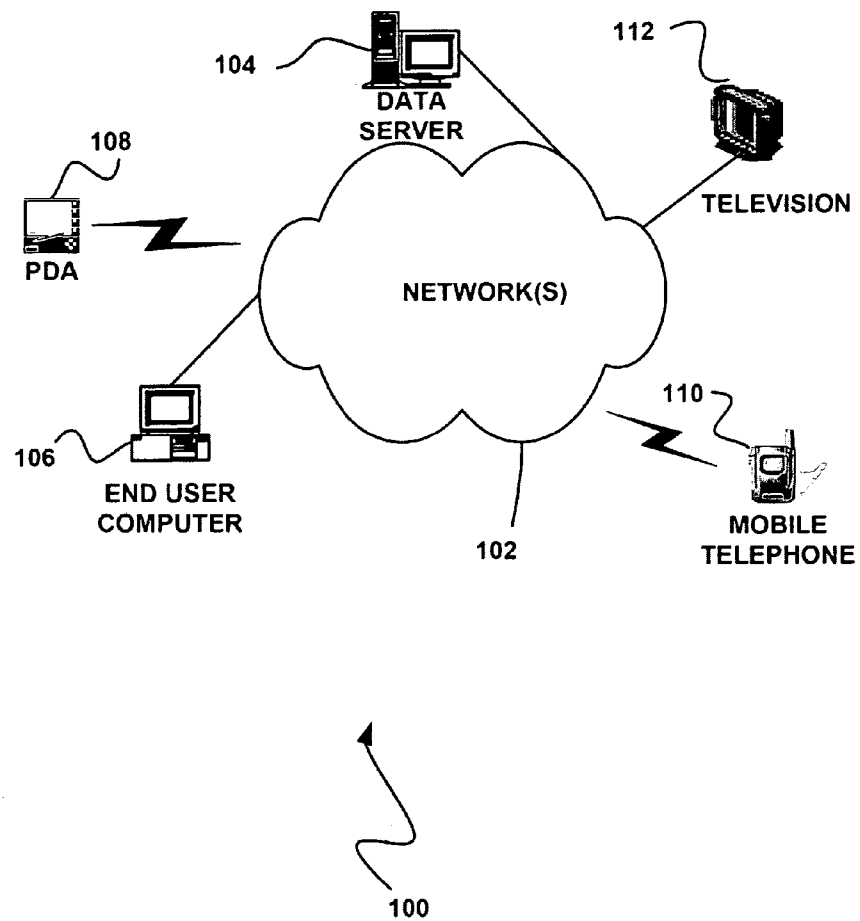 112
104
DATA
SERVER
108
TELEVISION
PDA
NETWORK(S)
110
106
END USER
COMPUTER
MOBILE
TELEPHONE
102
100